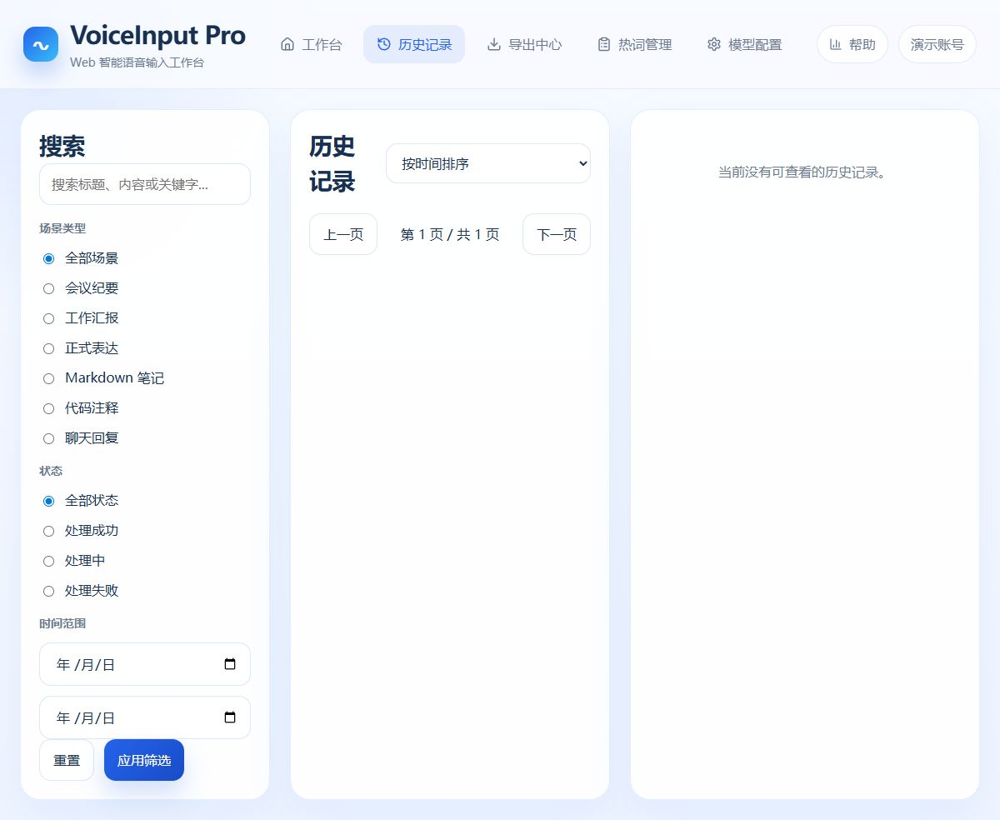 VoiceInput Pro
Web 智能语音输入工作台
工作台
历史记录
导出中心
热词管理
模型配置
帮助
演示账号
搜索
搜索标题、内容或关键字...
场景类型
全部场景
会议纪要
工作汇报
正式表达
Markdown 笔记
代码注释
聊天回复
状态
全部状态
处理成功
处理中
处理失败
时间范围
年 /月/日
年 /月/日
重置
应用筛选
历史
记录
按时间排序
上一页
第 1 页 / 共 1 页
下一页
当前没有可查看的历史记录。